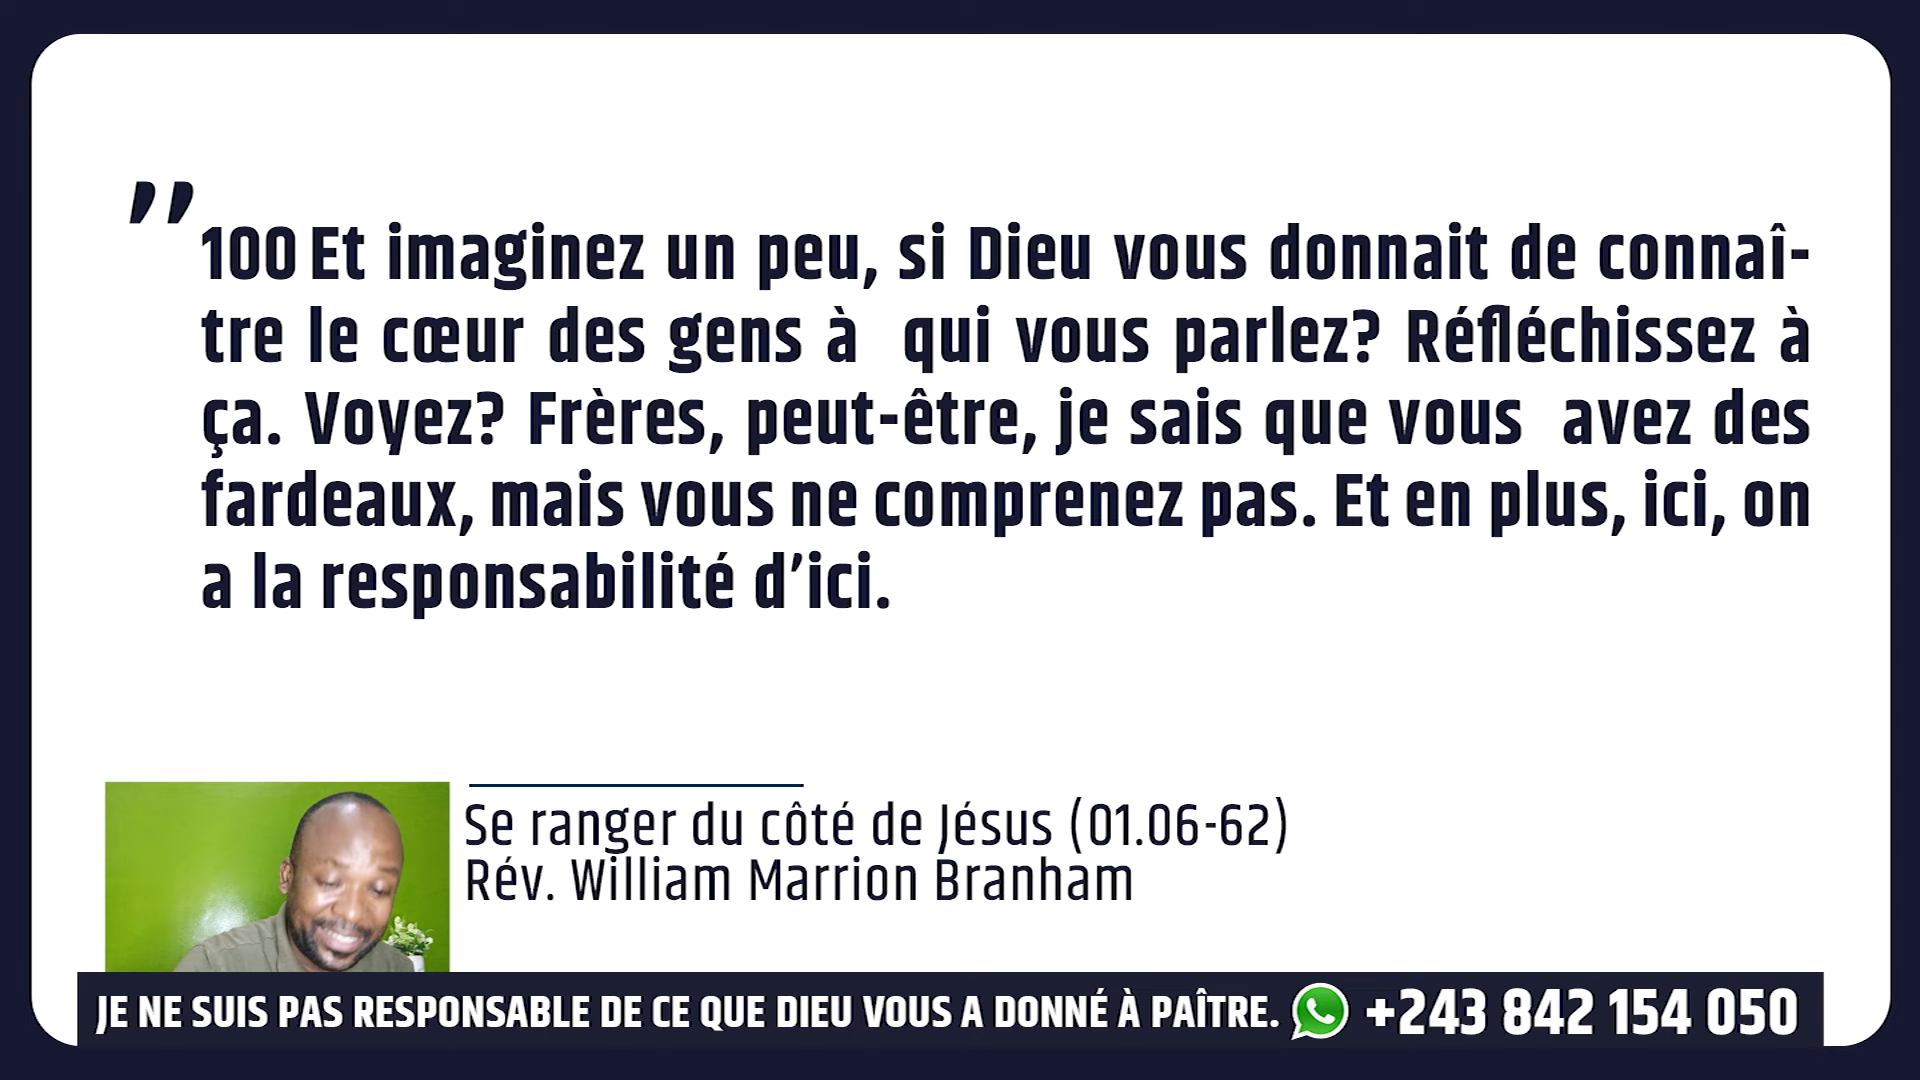 ” 100 Et imaginez un peu, si Dieu vous donnait de connaî-
tre le cœur des gens à qui vous parlez? Réfléchissez à
ça. Voyez? Frères, peut-être, je sais que vous avez des
fardeaux, mais vous ne comprenez pas. Et en plus, ici, on
a la responsabilité d’ici.
Se ranger du côté de Jésus (01.06-62)
Rév. William Marrion Branham
JE NE SUIS PAS RESPONSABLE DE CE QUE DIEU VOUS A DONNÉ À PAÎTRE. +243 842 154 050